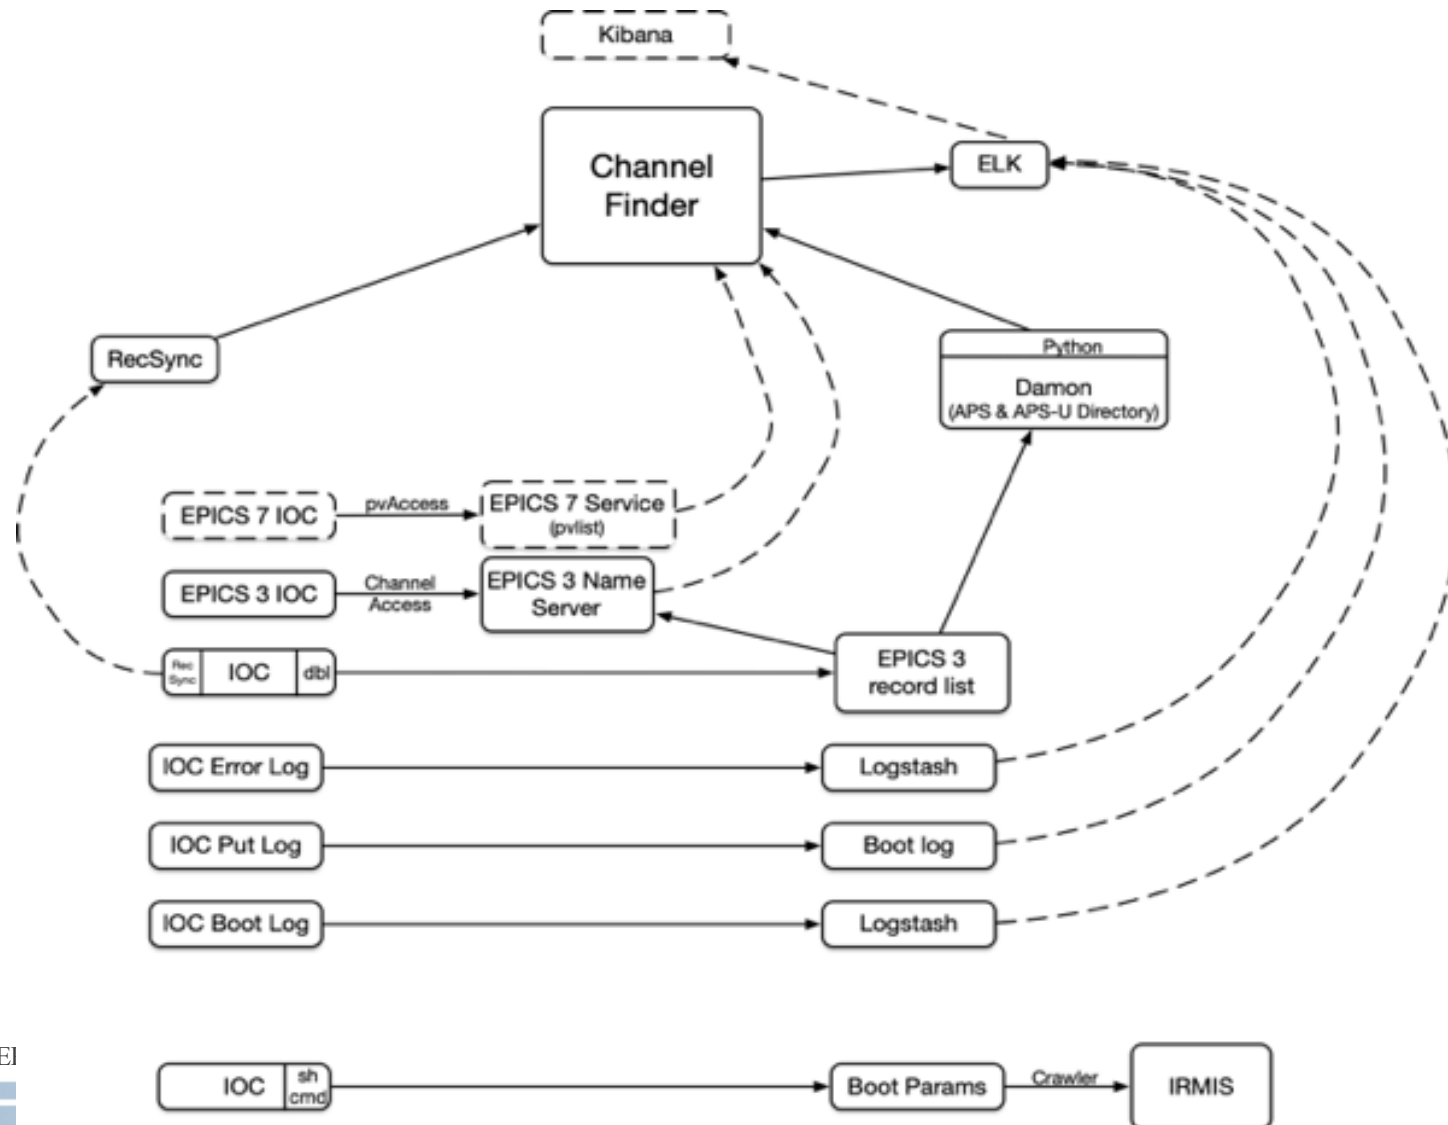 Kibana
Channel
Finder
ELK
RecSync
Python
Damon
(APS & APS-U Directory)
EPICS 7 IOC
pvAccess
EPICS 7 Service
(pvlist)
EPICS 3 IOC
Channel
Access
EPICS 3 Name
Server
Rec
Sync
IOC
dbl
EPICS 3
record list
IOC Error Log
Logstash
IOC Put Log
Boot log
IOC Boot Log
Logstash
IOC
sh
cmd
Boot Params
Crawler
IRMIS